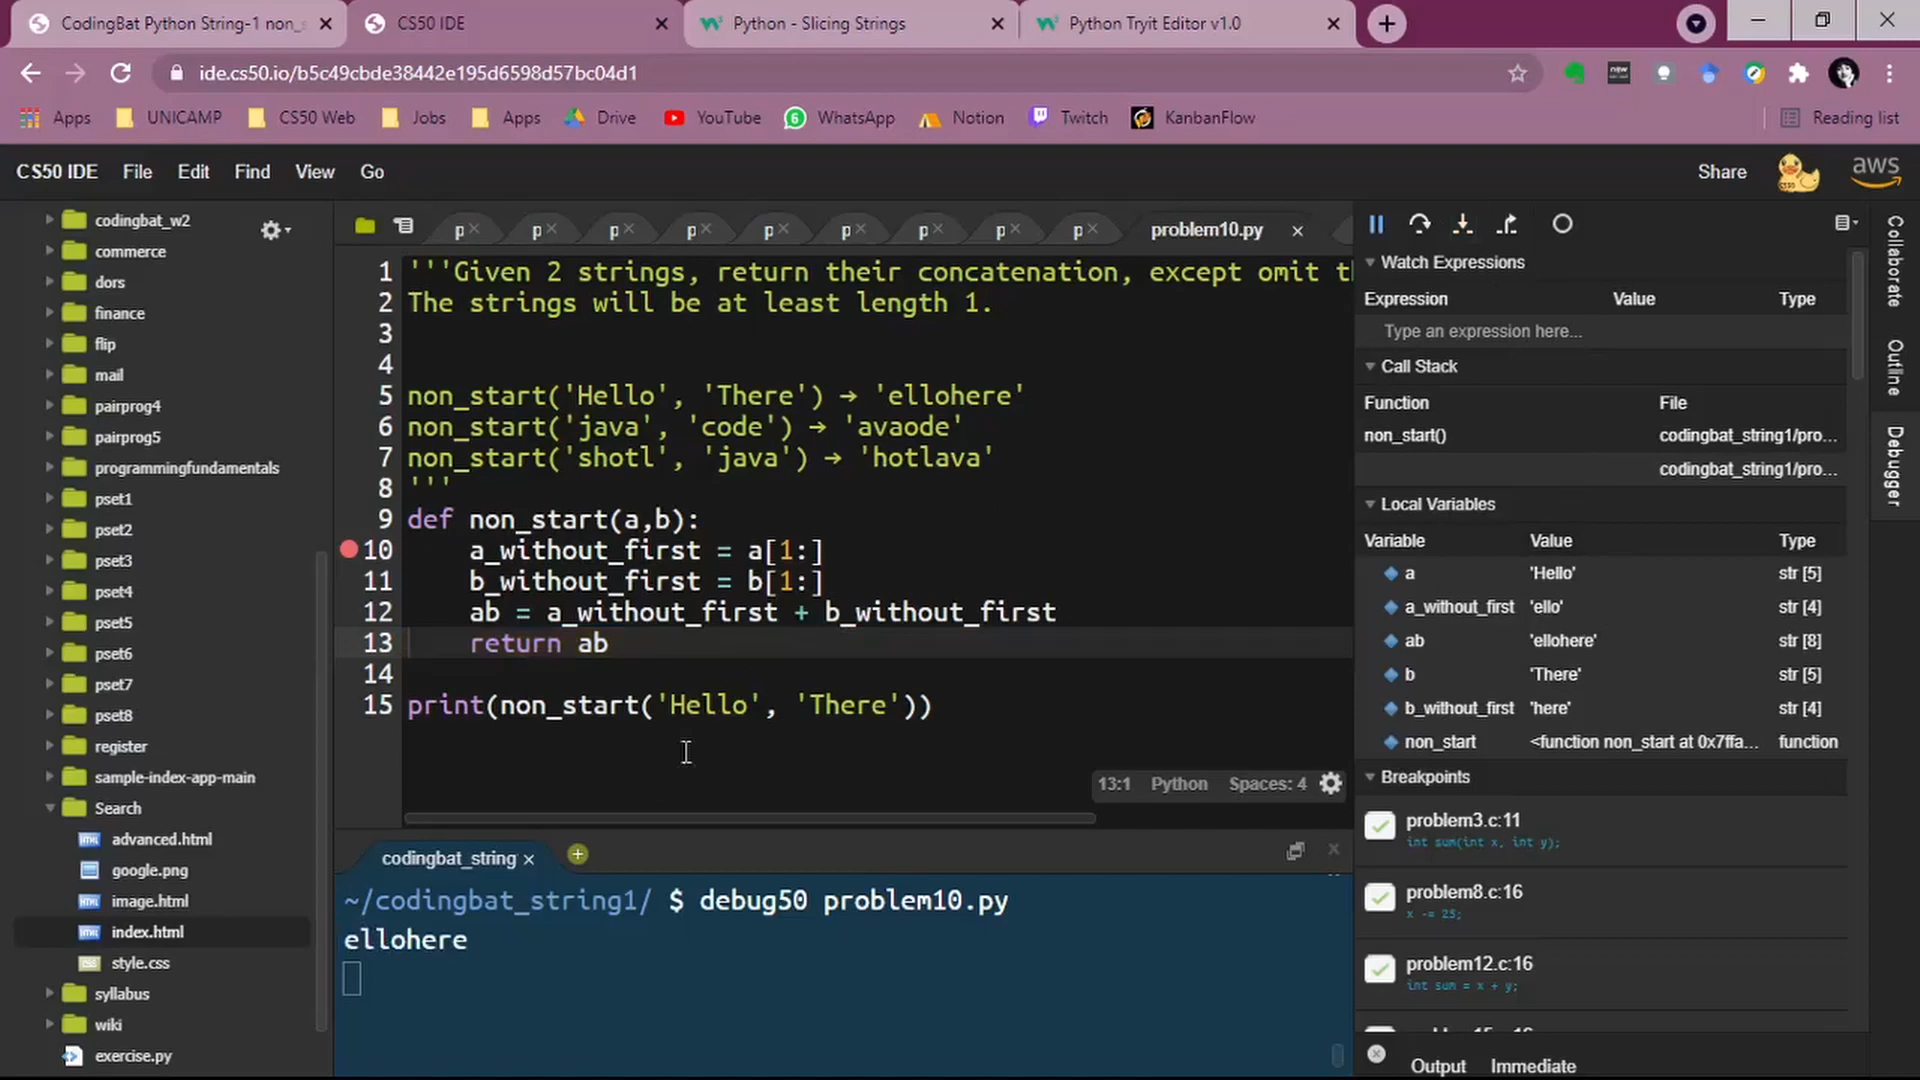 CodingBat Python String-1 non_s
CS50 IDE
Python - Slicing Strings
Python Tryit Editor v1.0
ide.cs50.io/b5c49cbde38442e195d6598d57bc04d1
Apps UNICAMP CS50 Web Jobs Apps Drive YouTube WhatsApp Notion Twitch KanbanFlow Reading list
CS50 IDE File Edit Find View Go Share aws
codingbat_w2
commerce
dors
finance
flip
mail
pairprog4
pairprog5
programmingfundamentals
pset1
pset2
pset3
pset4
pset5
pset6
pset7
pset8
register
sample-index-app-main
Search
advanced.html
google.png
image.html
index.html
style.css
syllabus
wiki
exercise.py
p p p p p p p p p problem10.py
1 '''Given 2 strings, return their concatenation, except omit th
2 The strings will be at least length 1.
3
4
5 non_start('Hello', 'There') → 'ellohere'
6 non_start('java', 'code') → 'avaode'
7 non_start('shotl', 'java') → 'hotlava'
8 '''
9 def non_start(a,b):
10 a_without_first = a[1:]
11 b_without_first = b[1:]
12 ab = a_without_first + b_without_first
13 return ab
14
15 print(non_start('Hello', 'There'))
13:1 Python Spaces: 4
codingbat_string
~/codingbat_string1/ $ debug50 problem10.py
ellohere
Watch Expressions
Expression Value Type
Type an expression here...
Call Stack
Function File
non_start() codingbat_string1/pro...
codingbat_string1/pro...
Local Variables
Variable Value Type
a 'Hello' str [5]
a_without_first 'ello' str [4]
ab 'ellohere' str [8]
b 'There' str [5]
b_without_first 'here' str [4]
non_start <function non_start at 0x7ffa... function
Breakpoints
problem3.c:11
int sum(int x, int y);
problem8.c:16
x -= 25;
problem12.c:16
int sum = x + y;
Output Immediate
Collaborate
Outline
Debugger